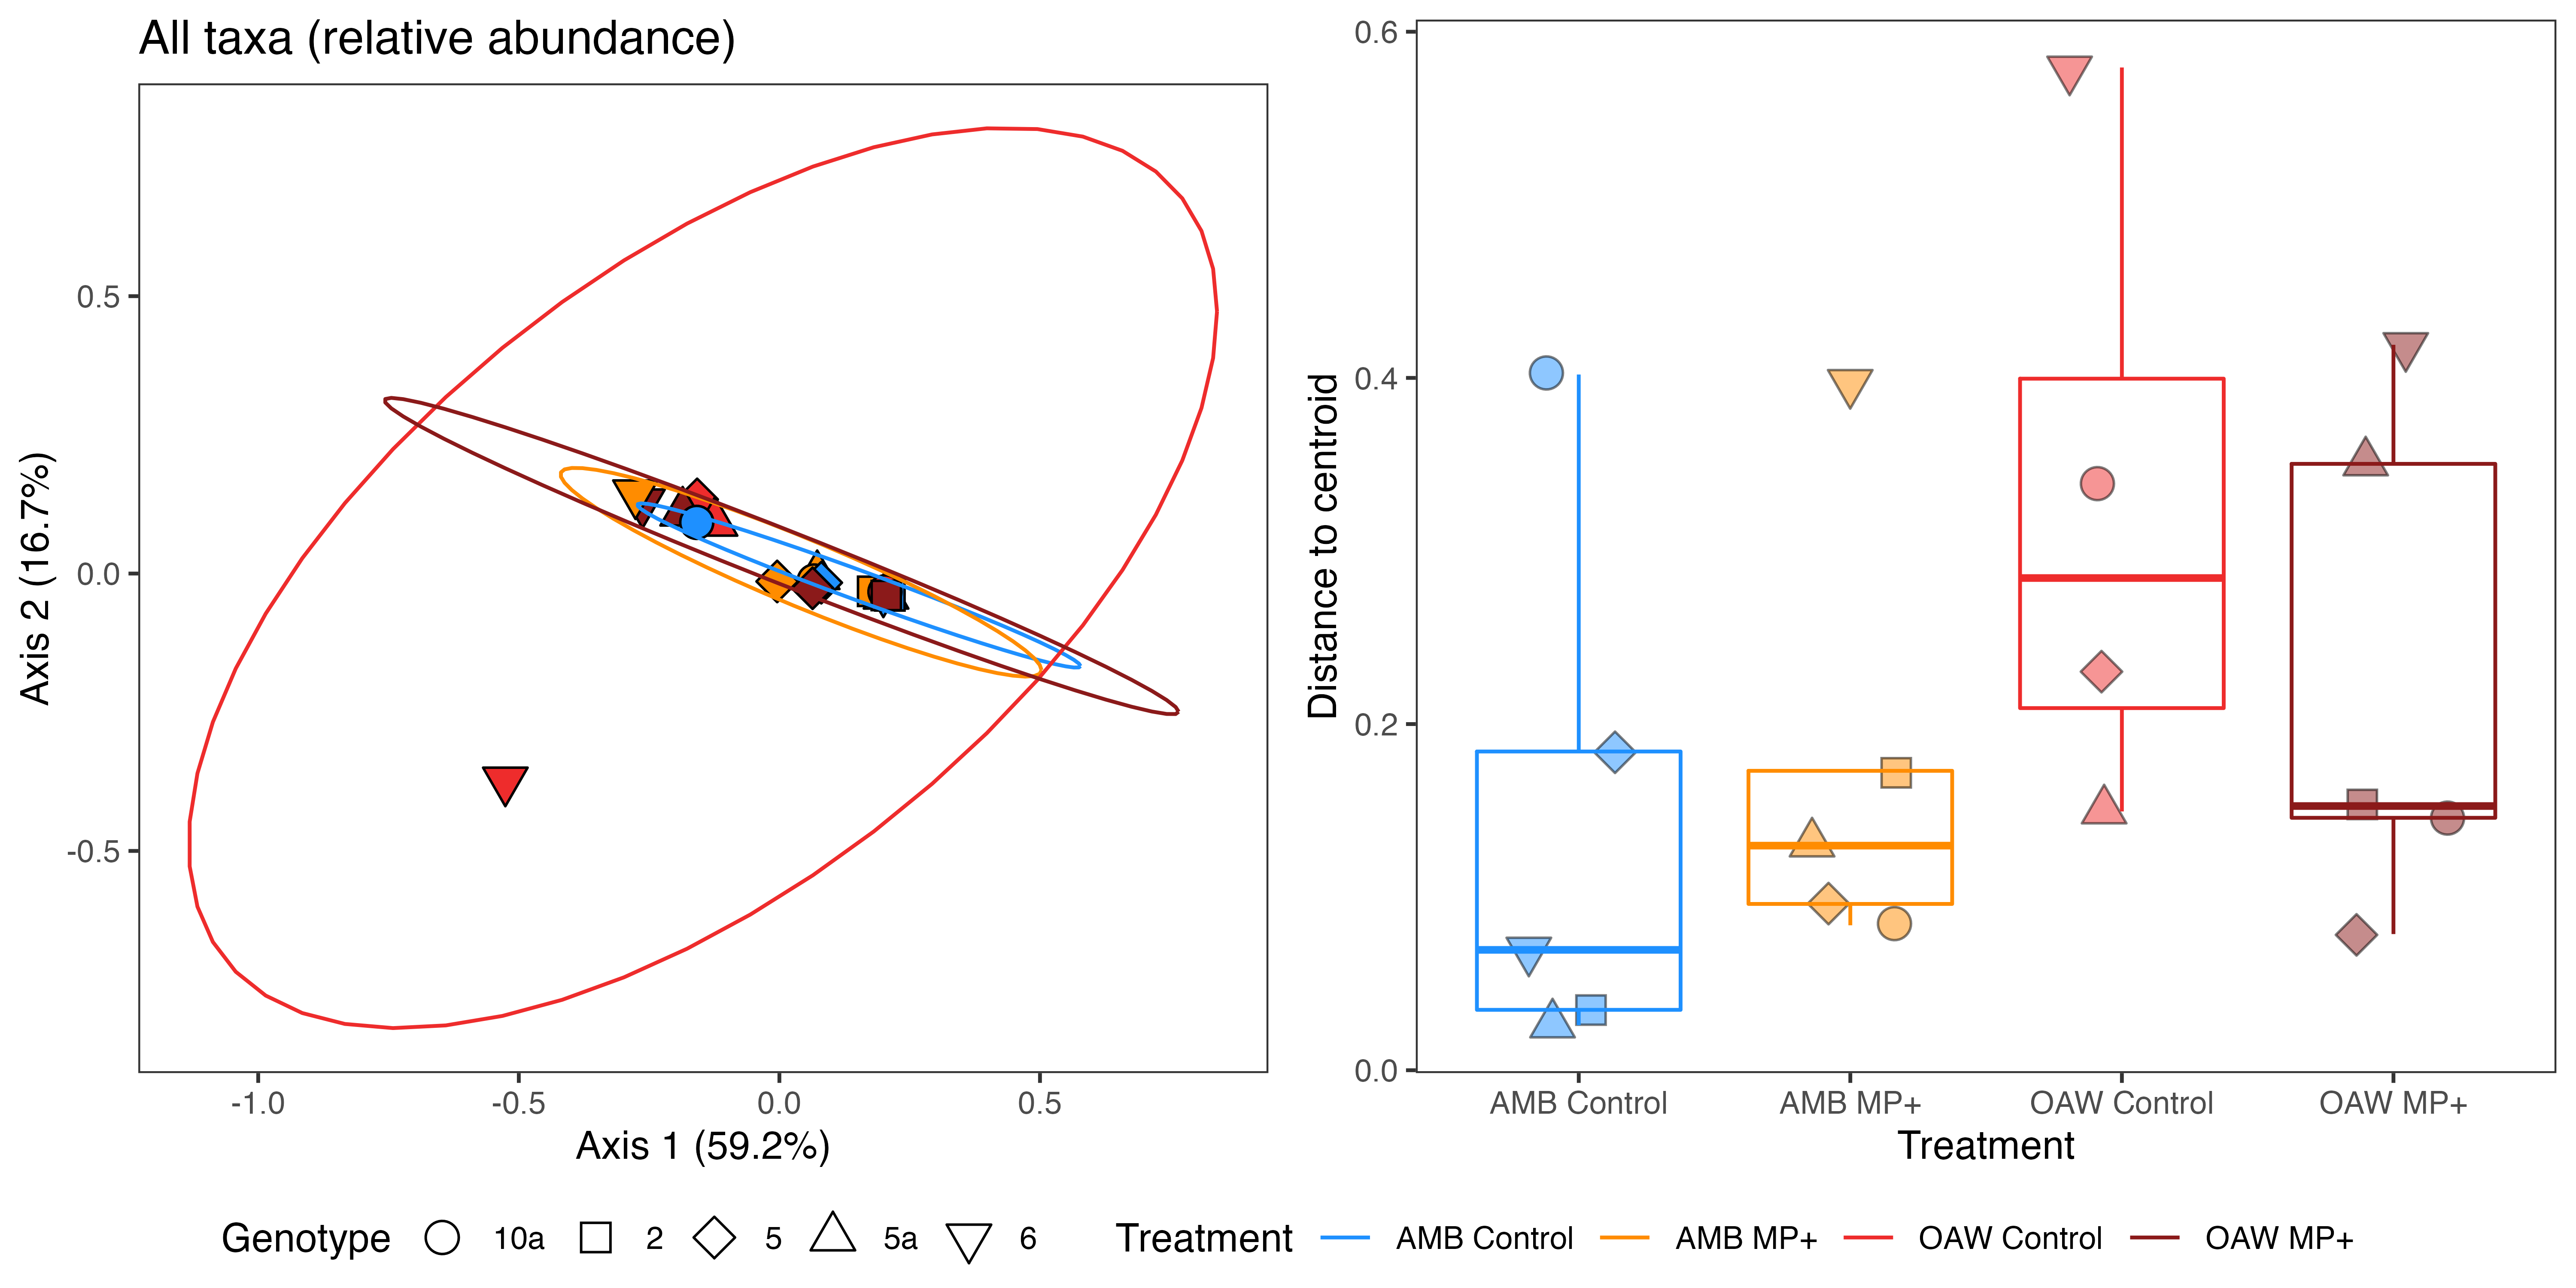 All taxa (relative abundance)
Axis 2 (16.7%)
0.5
0.0
-0.5
-1.0
-0.5
0.0
0.5
Axis 1 (59.2%)
Distance to centroid
0.6
0.4
0.2
0.0
AMB Control
AMB MP+
OAW Control
OAW MP+
Treatment
Genotype 10a 2 5 5a 6
Treatment AMB Control AMB MP+ OAW Control OAW MP+